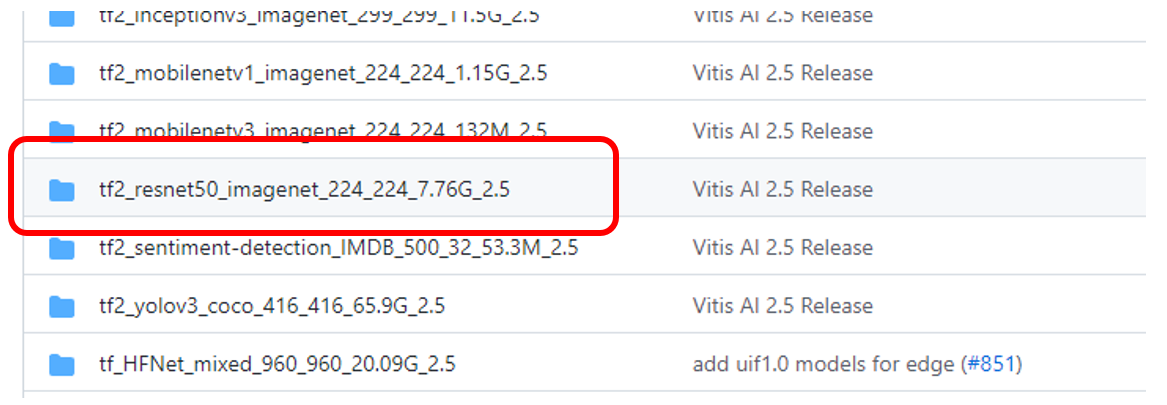 tf2_inceptionv3_imagenet_299_299_11.5G_2.5 Vitis AI 2.5 Release
tf2_mobilenetv1_imagenet_224_224_1.15G_2.5 Vitis AI 2.5 Release
tf2_mobilenetv3_imagenet_224_224_132M_2.5 Vitis AI 2.5 Release
tf2_resnet50_imagenet_224_224_7.76G_2.5 Vitis AI 2.5 Release
tf2_sentiment-detection_IMDB_500_32_53.3M_2.5 Vitis AI 2.5 Release
tf2_yolov3_coco_416_416_65.9G_2.5 Vitis AI 2.5 Release
tf_HFNet_mixed_960_960_20.09G_2.5 add uif1.0 models for edge (#851)